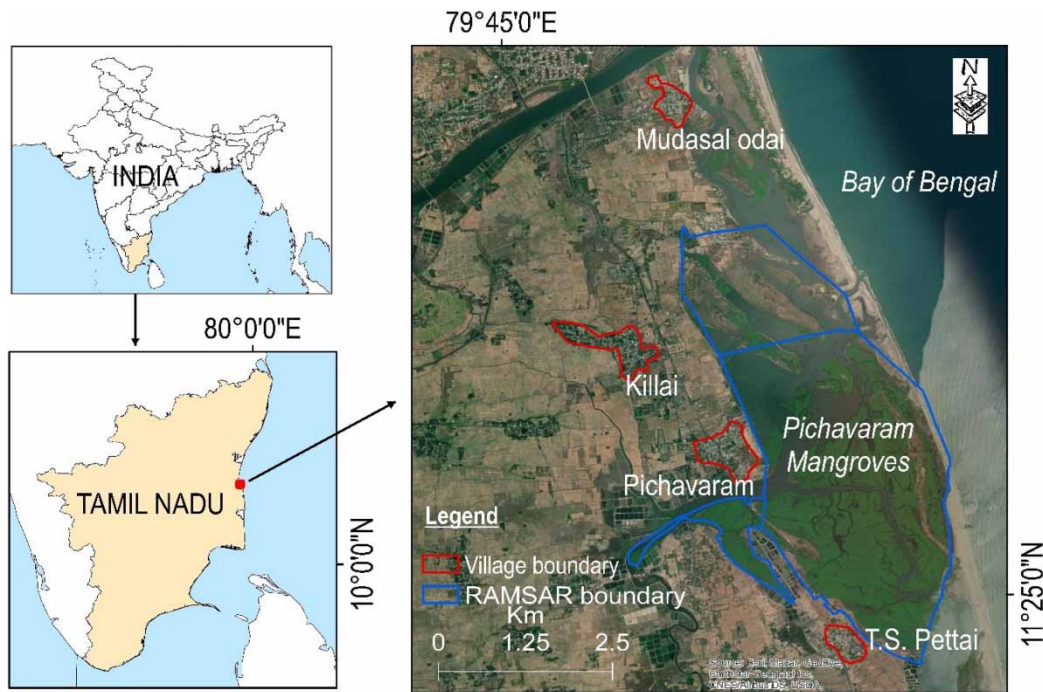 INDIA
80°0'0"E
TAMIL NADU
10°0'0"N
79°45'0"E
N
Mudasal odai
Bay of Bengal
Killai
Pichavaram
Mangroves
Pichavaram
Legend
Village boundary
RAMSAR boundary
Km
0 1.25 2.5
T.S. Pettai
11°25'0"N